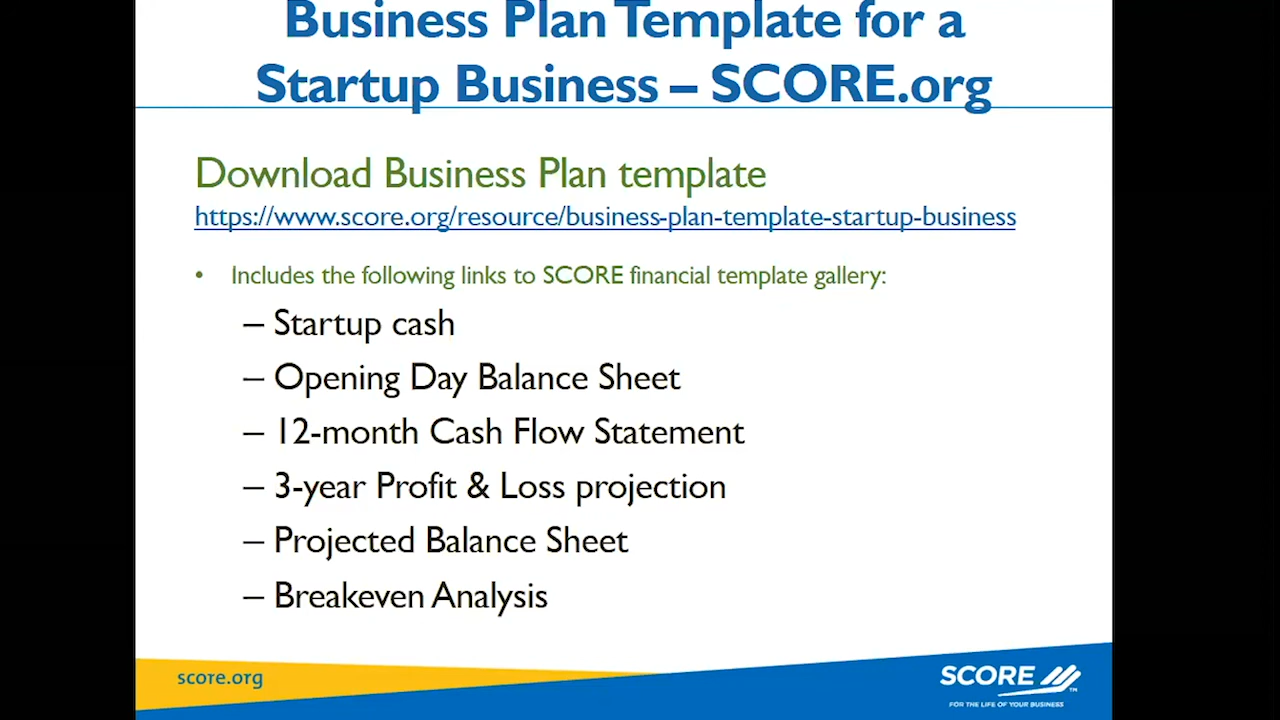 Business Plan Template for a
Startup Business – SCORE.org
Download Business Plan template
https://www.score.org/resource/business-plan-template-startup-business
• Includes the following links to SCORE financial template gallery:
– Startup cash
– Opening Day Balance Sheet
– 12-month Cash Flow Statement
– 3-year Profit & Loss projection
– Projected Balance Sheet
– Breakeven Analysis
score.org
SCORE TM
FOR THE LIFE OF YOUR BUSINESS